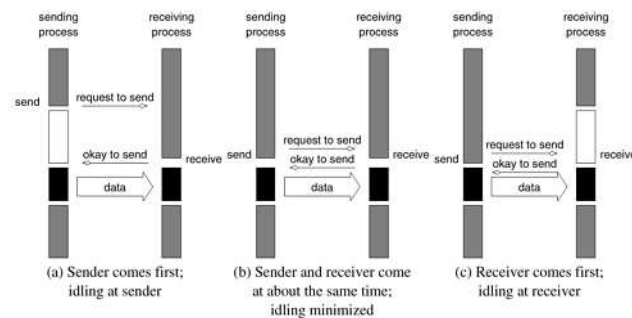 sending
process
receiving
process
send
request to send
okay to send
receive
data
(a) Sender comes first;
idling at sender
sending
process
receiving
process
send
request to send
okay to send
receive
data
(b) Sender and receiver come
at about the same time;
idling minimized
sending
process
receiving
process
send
request to send
okay to send
receive
data
(c) Receiver comes first;
idling at receiver